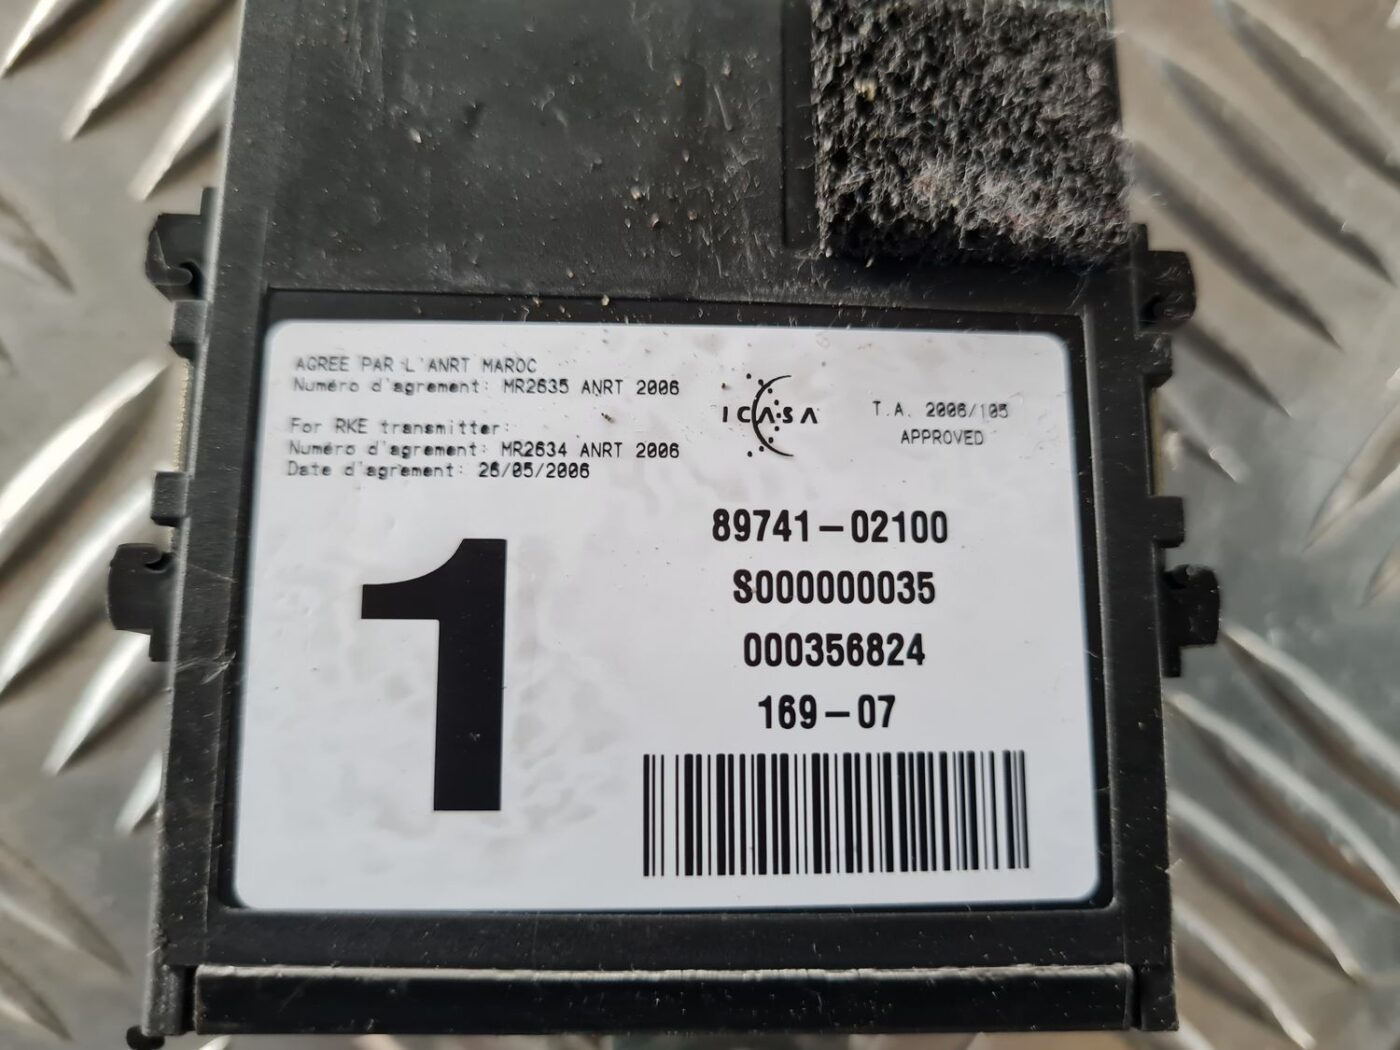 AGREE PAR L'ANRT MAROC
Numéro d'agrement: MR2635 ANRT 2006
For RKE transmitter:
Numéro d'agrement: MR2634 ANRT 2006
Date d'agrement: 26/05/2006
ICASA
T.A. 2006/105
APPROVED
1
89741-02100
S000000035
000356824
169-07